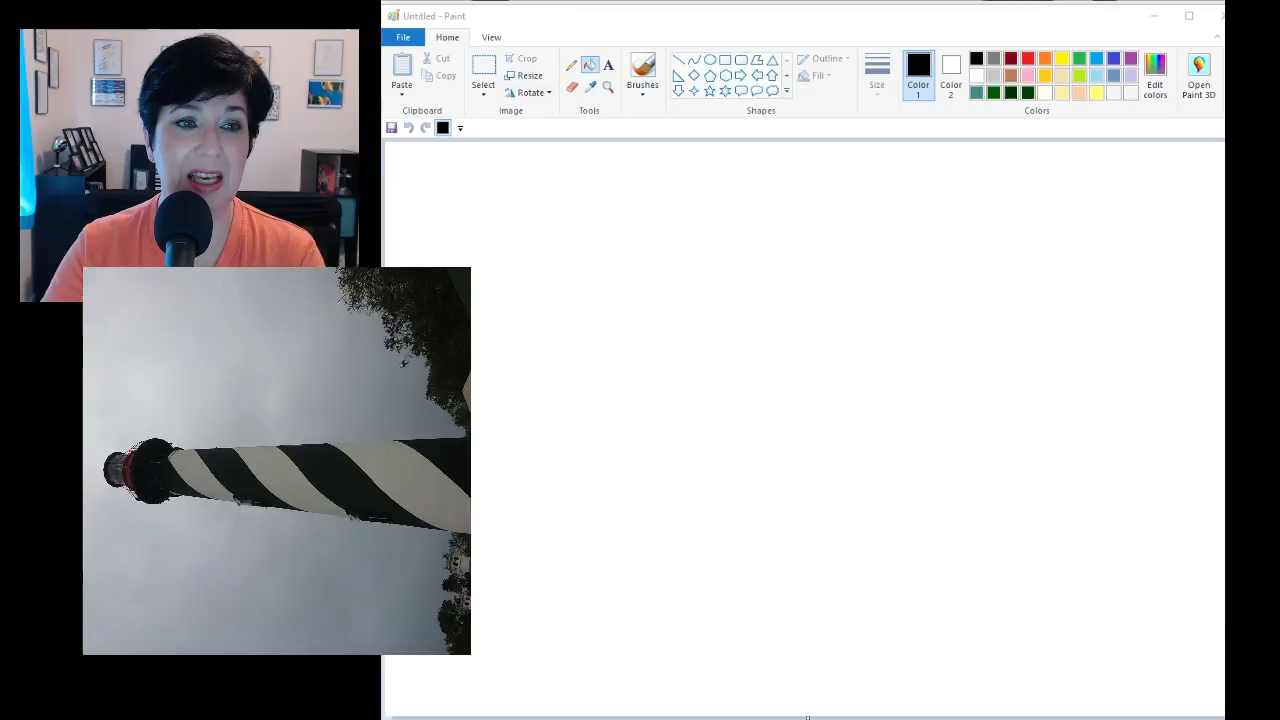 Untitled - Paint
File Home View
Paste
Cut
Copy
Clipboard
Select
Crop
Resize
Rotate
Image
A
Tools
Brushes
Shapes
Outline
Fill
Size
Color
1
Color
2
Edit
colors
Colors
Open
Paint 3D